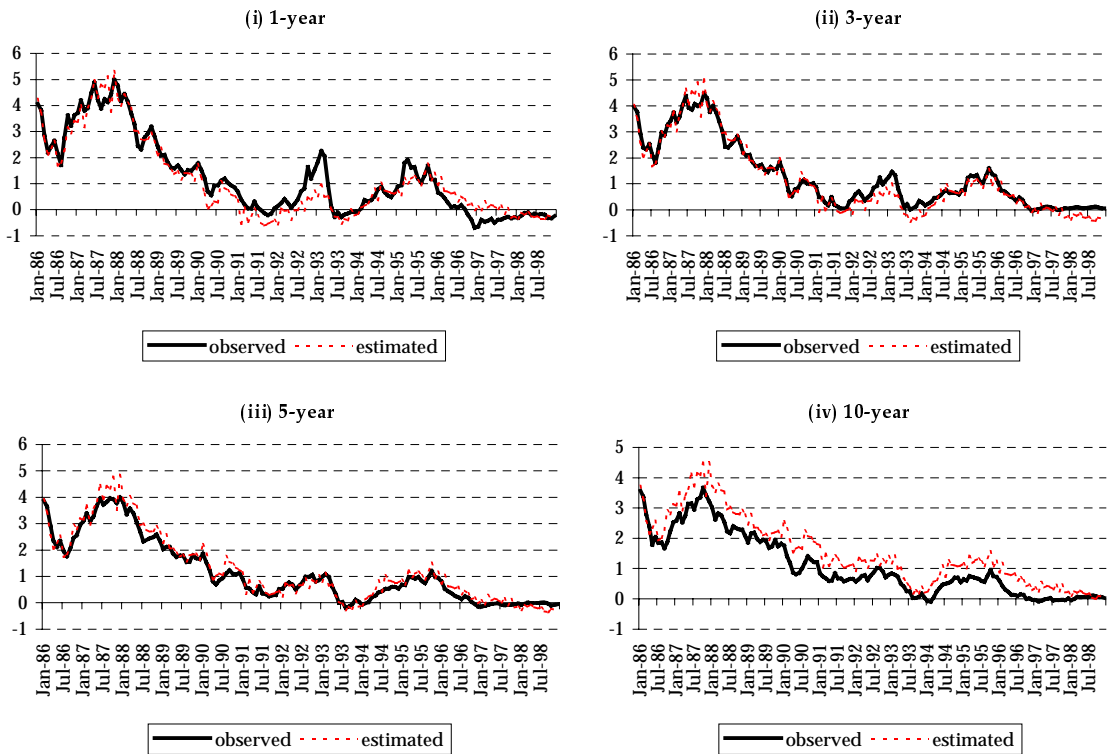 (i) 1-year
6
5
4
3
2
1
0
-1
Jan-86
Jul-86
Jan-87
Jul-87
Jan-88
Jul-88
Jan-89
Jul-89
Jan-90
Jul-90
Jan-91
Jul-91
Jan-92
Jul-92
Jan-93
Jul-93
Jan-94
Jul-94
Jan-95
Jul-95
Jan-96
Jul-96
Jan-97
Jul-97
Jan-98
Jul-98
observed estimated
(ii) 3-year
6
5
4
3
2
1
0
-1
Jan-86
Jul-86
Jan-87
Jul-87
Jan-88
Jul-88
Jan-89
Jul-89
Jan-90
Jul-90
Jan-91
Jul-91
Jan-92
Jul-92
Jan-93
Jul-93
Jan-94
Jul-94
Jan-95
Jul-95
Jan-96
Jul-96
Jan-97
Jul-97
Jan-98
Jul-98
observed estimated
(iii) 5-year
6
5
4
3
2
1
0
-1
Jan-86
Jul-86
Jan-87
Jul-87
Jan-88
Jul-88
Jan-89
Jul-89
Jan-90
Jul-90
Jan-91
Jul-91
Jan-92
Jul-92
Jan-93
Jul-93
Jan-94
Jul-94
Jan-95
Jul-95
Jan-96
Jul-96
Jan-97
Jul-97
Jan-98
Jul-98
observed estimated
(iv) 10-year
5
4
3
2
1
0
-1
Jan-86
Jul-86
Jan-87
Jul-87
Jan-88
Jul-88
Jan-89
Jul-89
Jan-90
Jul-90
Jan-91
Jul-91
Jan-92
Jul-92
Jan-93
Jul-93
Jan-94
Jul-94
Jan-95
Jul-95
Jan-96
Jul-96
Jan-97
Jul-97
Jan-98
Jul-98
observed estimated